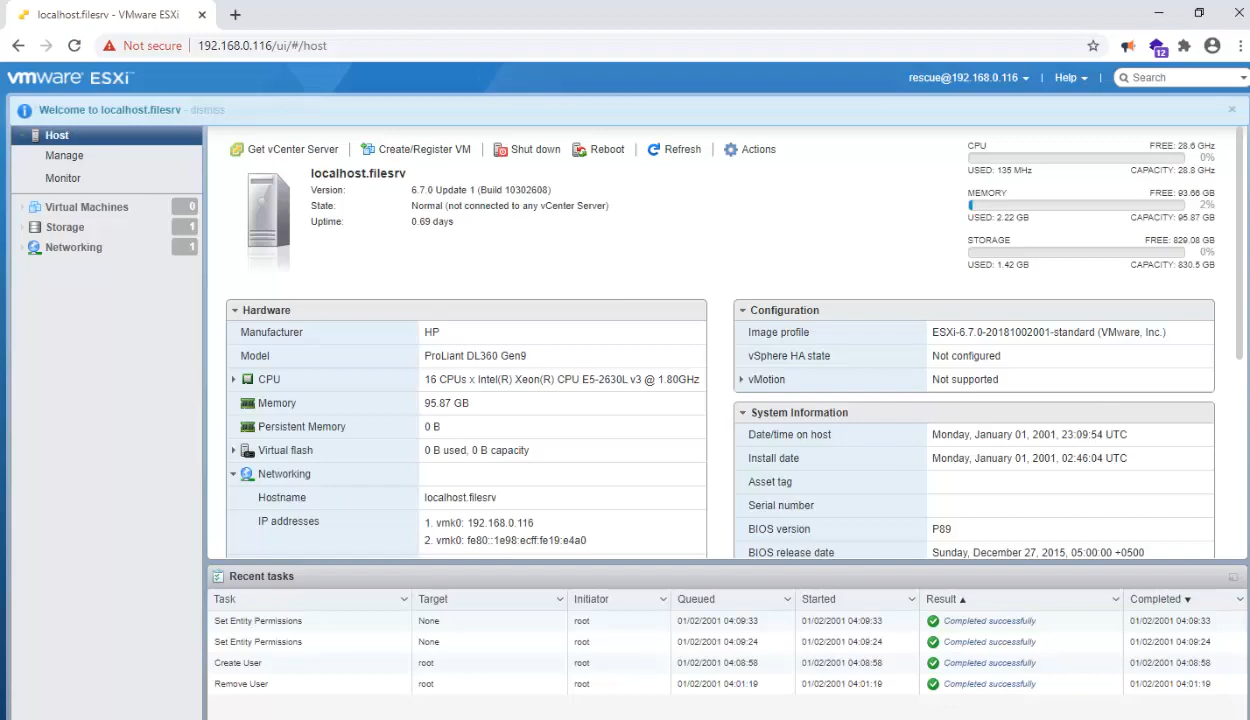 localhost.filesrv - VMware ESXi
Not secure 192.168.0.116/ui/#/host
12
vmware ESXi
rescue@192.168.0.116 | Help | Search
Welcome to localhost.filesrv - dismiss
Host
Manage
Monitor
Virtual Machines 0
Storage 1
Networking 1
Get vCenter Server | Create/Register VM | Shut down Reboot | Refresh | Actions
localhost.filesrv
Version: 6.7.0 Update 1 (Build 10302608)
State: Normal (not connected to any vCenter Server)
Uptime: 0.69 days
CPU FREE: 28.6 GHz
0%
USED: 135 MHz CAPACITY: 28.8 GHz
MEMORY FREE: 93.66 GB
2%
USED: 2.22 GB CAPACITY: 95.87 GB
STORAGE FREE: 829.08 GB
0%
USED: 1.42 GB CAPACITY: 830.5 GB
Hardware
Manufacturer HP
Model ProLiant DL360 Gen9
CPU 16 CPUs x Intel(R) Xeon(R) CPU E5-2630L v3 @ 1.80GHz
Memory 95.87 GB
Persistent Memory 0 B
Virtual flash 0 B used, 0 B capacity
Networking
Hostname localhost.filesrv
IP addresses 1. vmk0: 192.168.0.116
2. vmk0: fe80::1e98:ecff:fe19:e4a0
Configuration
Image profile ESXi-6.7.0-20181002001-standard (VMware, Inc.)
vSphere HA state Not configured
vMotion Not supported
System Information
Date/time on host Monday, January 01, 2001, 23:09:54 UTC
Install date Monday, January 01, 2001, 02:46:04 UTC
Asset tag
Serial number
BIOS version P89
BIOS release date Sunday, December 27, 2015, 05:00:00 +0500
Recent tasks
Task Target Initiator Queued Started Result Completed
Set Entity Permissions None root 01/02/2001 04:09:33 01/02/2001 04:09:33 Completed successfully 01/02/2001 04:09:33
Set Entity Permissions None root 01/02/2001 04:09:24 01/02/2001 04:09:24 Completed successfully 01/02/2001 04:09:24
Create User root root 01/02/2001 04:08:58 01/02/2001 04:08:58 Completed successfully 01/02/2001 04:08:58
Remove User root root 01/02/2001 04:01:19 01/02/2001 04:01:19 Completed successfully 01/02/2001 04:01:19